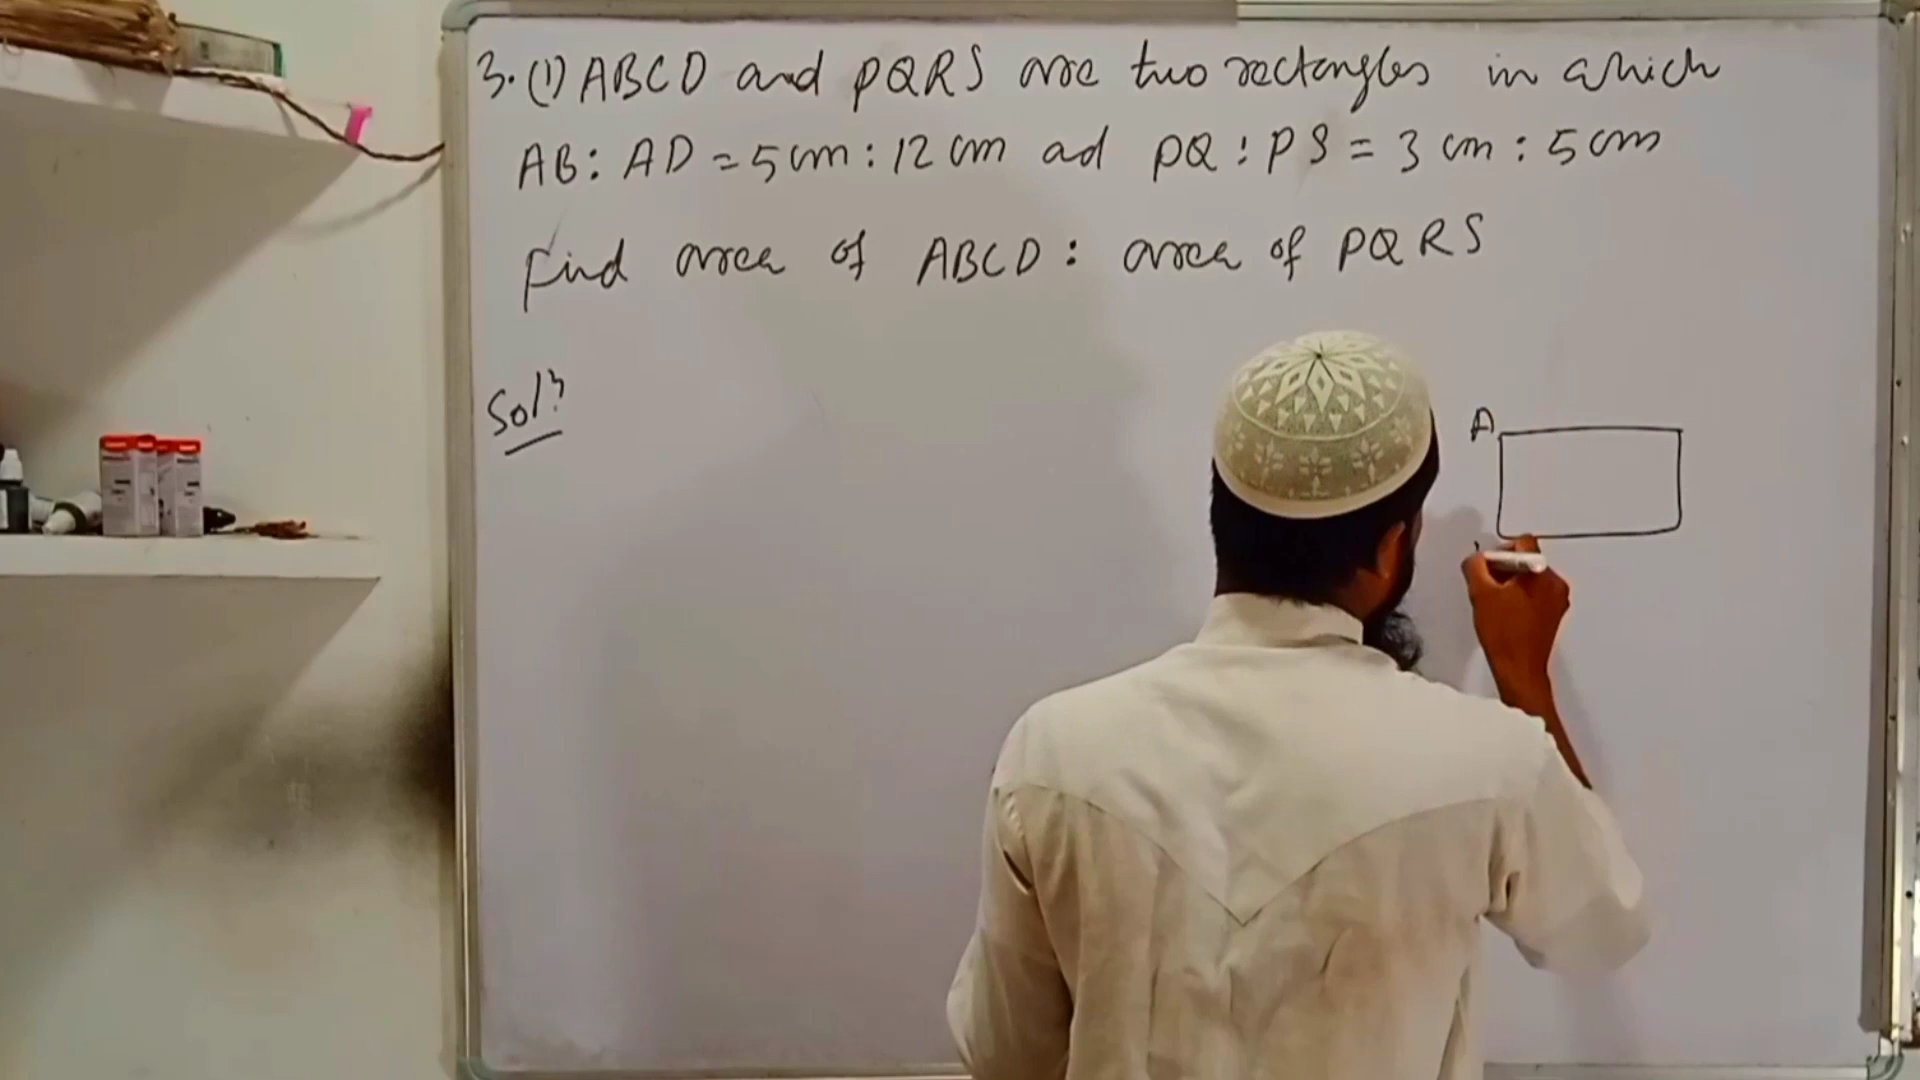 3. (1) ABCD and PQRS are two rectangles in which
AB : AD = 5 cm : 12 cm ad PQ : PS = 3 cm : 5 cm
find area of ABCD : area of PQRS
Sol?
A